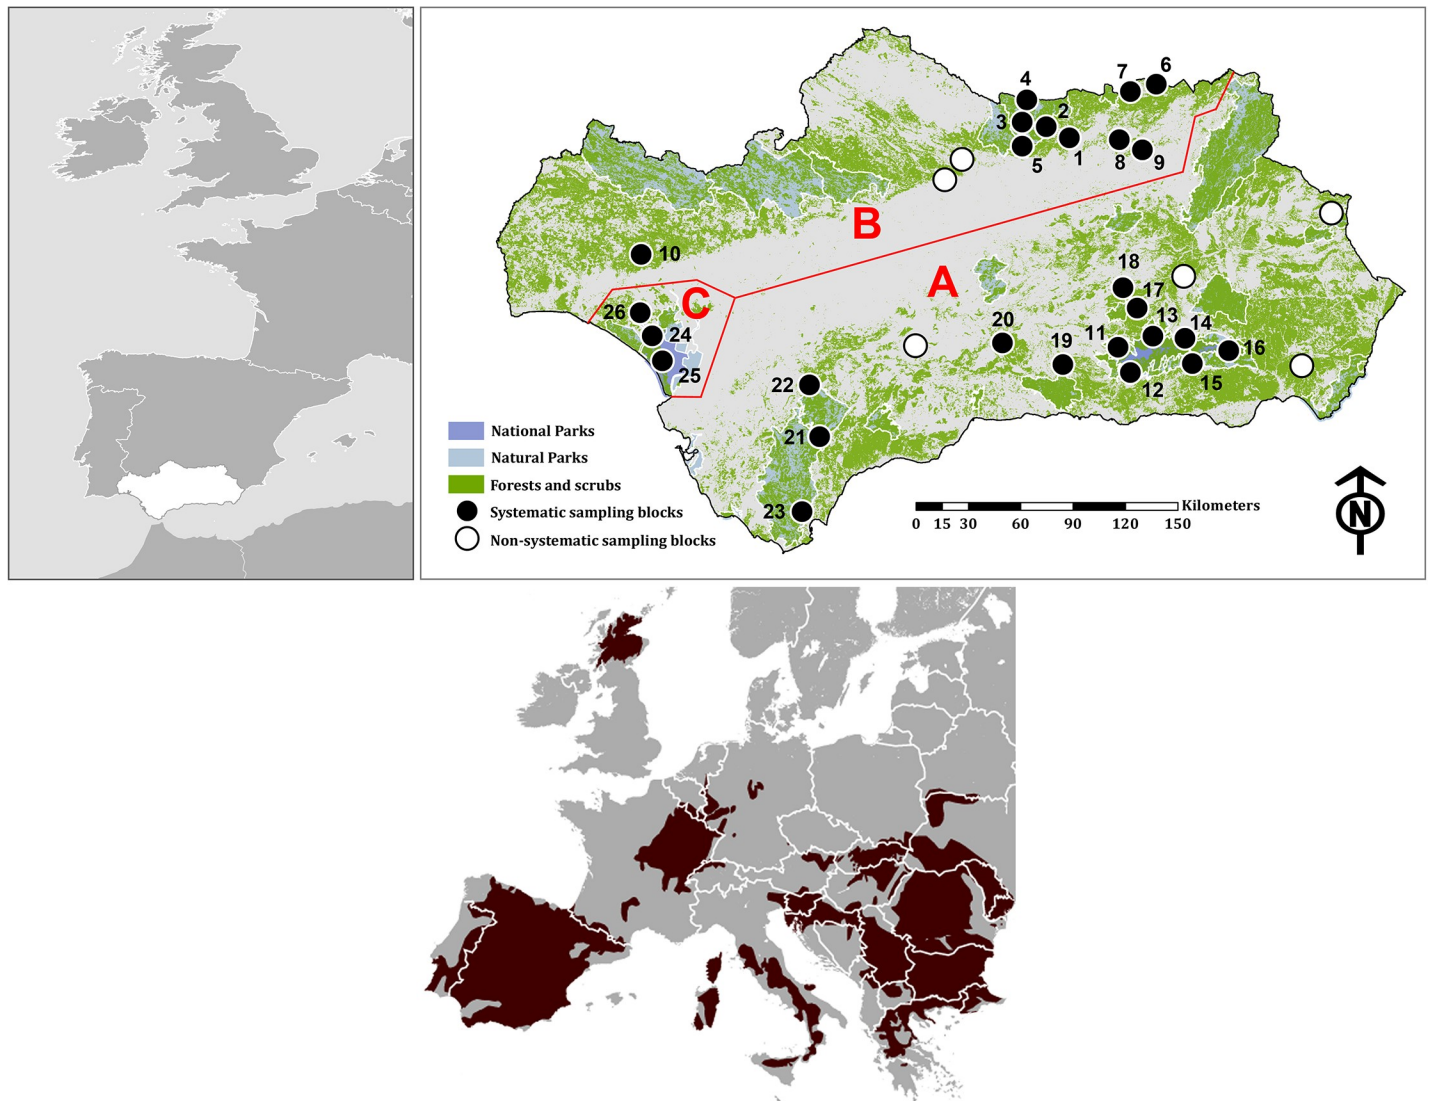 6
7
4
2
3
1
5
8
9
B
10
A
18
C
17
26
13
14
20
11
24
19
16
25
15
12
22
National Parks
21
Natural Parks
Forests and scrubs
Systematic sampling blocks
23
Kilometers
0 15 30 60 90 120 150
N
Non-systematic sampling blocks